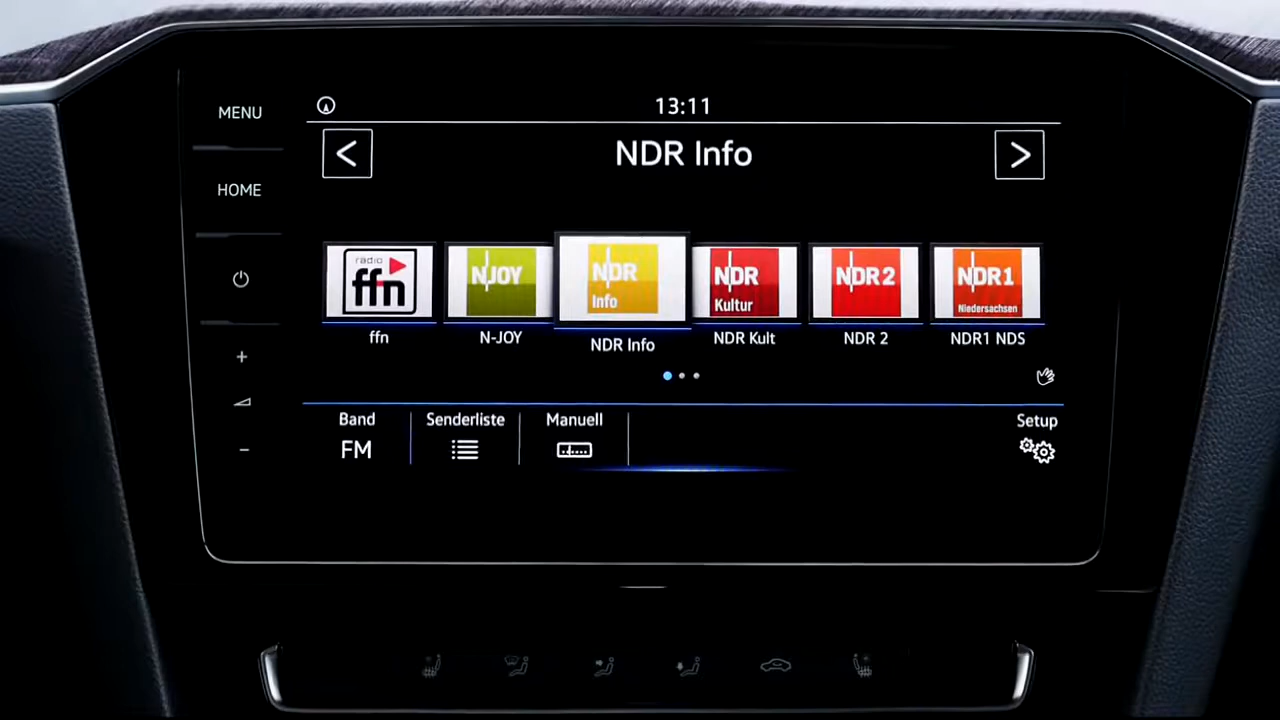 MENU
13:11
< NDR Info >
HOME
radio
ffn
N-JOY
NDR
Info
NDR
Kultur
NDR 2
NDR1
Niedersachsen
ffn
N-JOY
NDR Info
NDR Kult
NDR 2
NDR1 NDS
+
-
Band
Senderliste
Manuell
Setup
FM